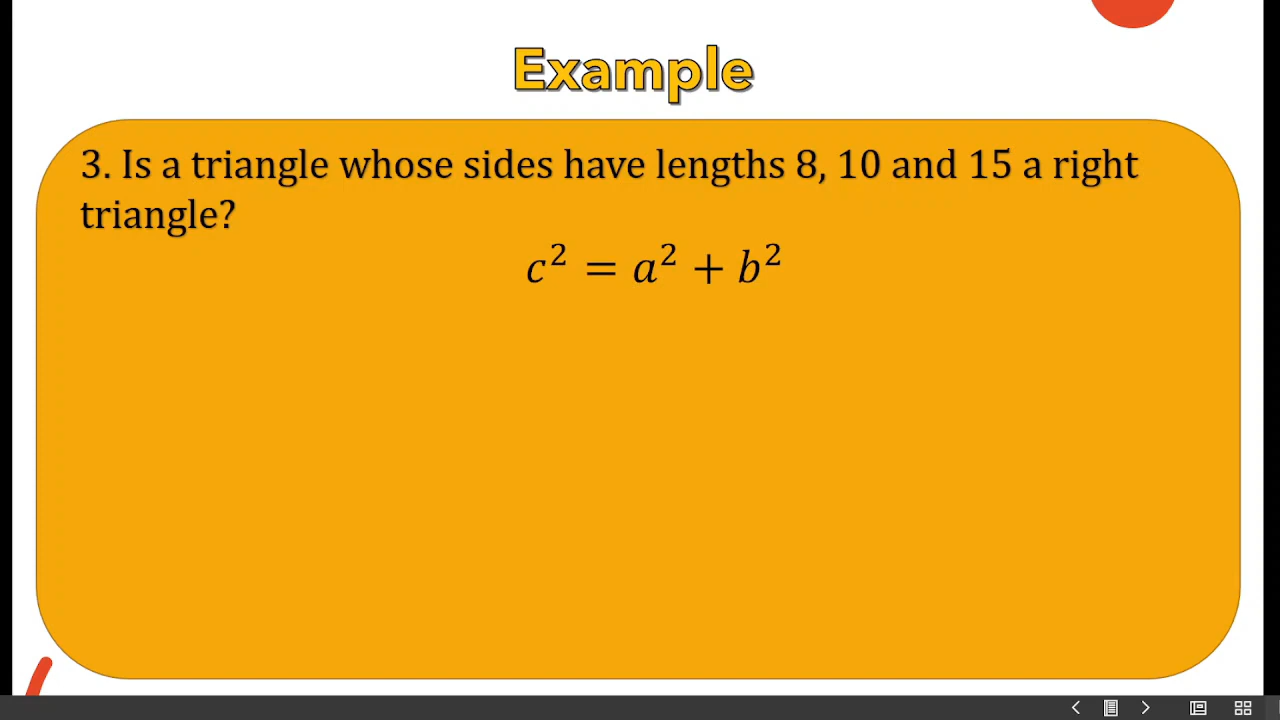 Example
3. Is a triangle whose sides have lengths 8, 10 and 15 a right
triangle?
c² = a² + b²